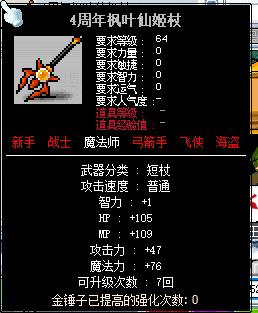 4周年枫叶仙姬杖
要求等级: 64
要求力量: 0
要求敏捷: 0
要求智力: 0
要求运气: 0
要求人气度: -
道具等级: -
道具经验值: -
新手 战士 魔法师 弓箭手 飞侠 海盗
武器分类: 短杖
攻击速度: 普通
智力: +1
HP: +105
MP: +109
攻击力: +47
魔法力: +76
可升级次数: 7回
金锤子已提高的强化次数: 0